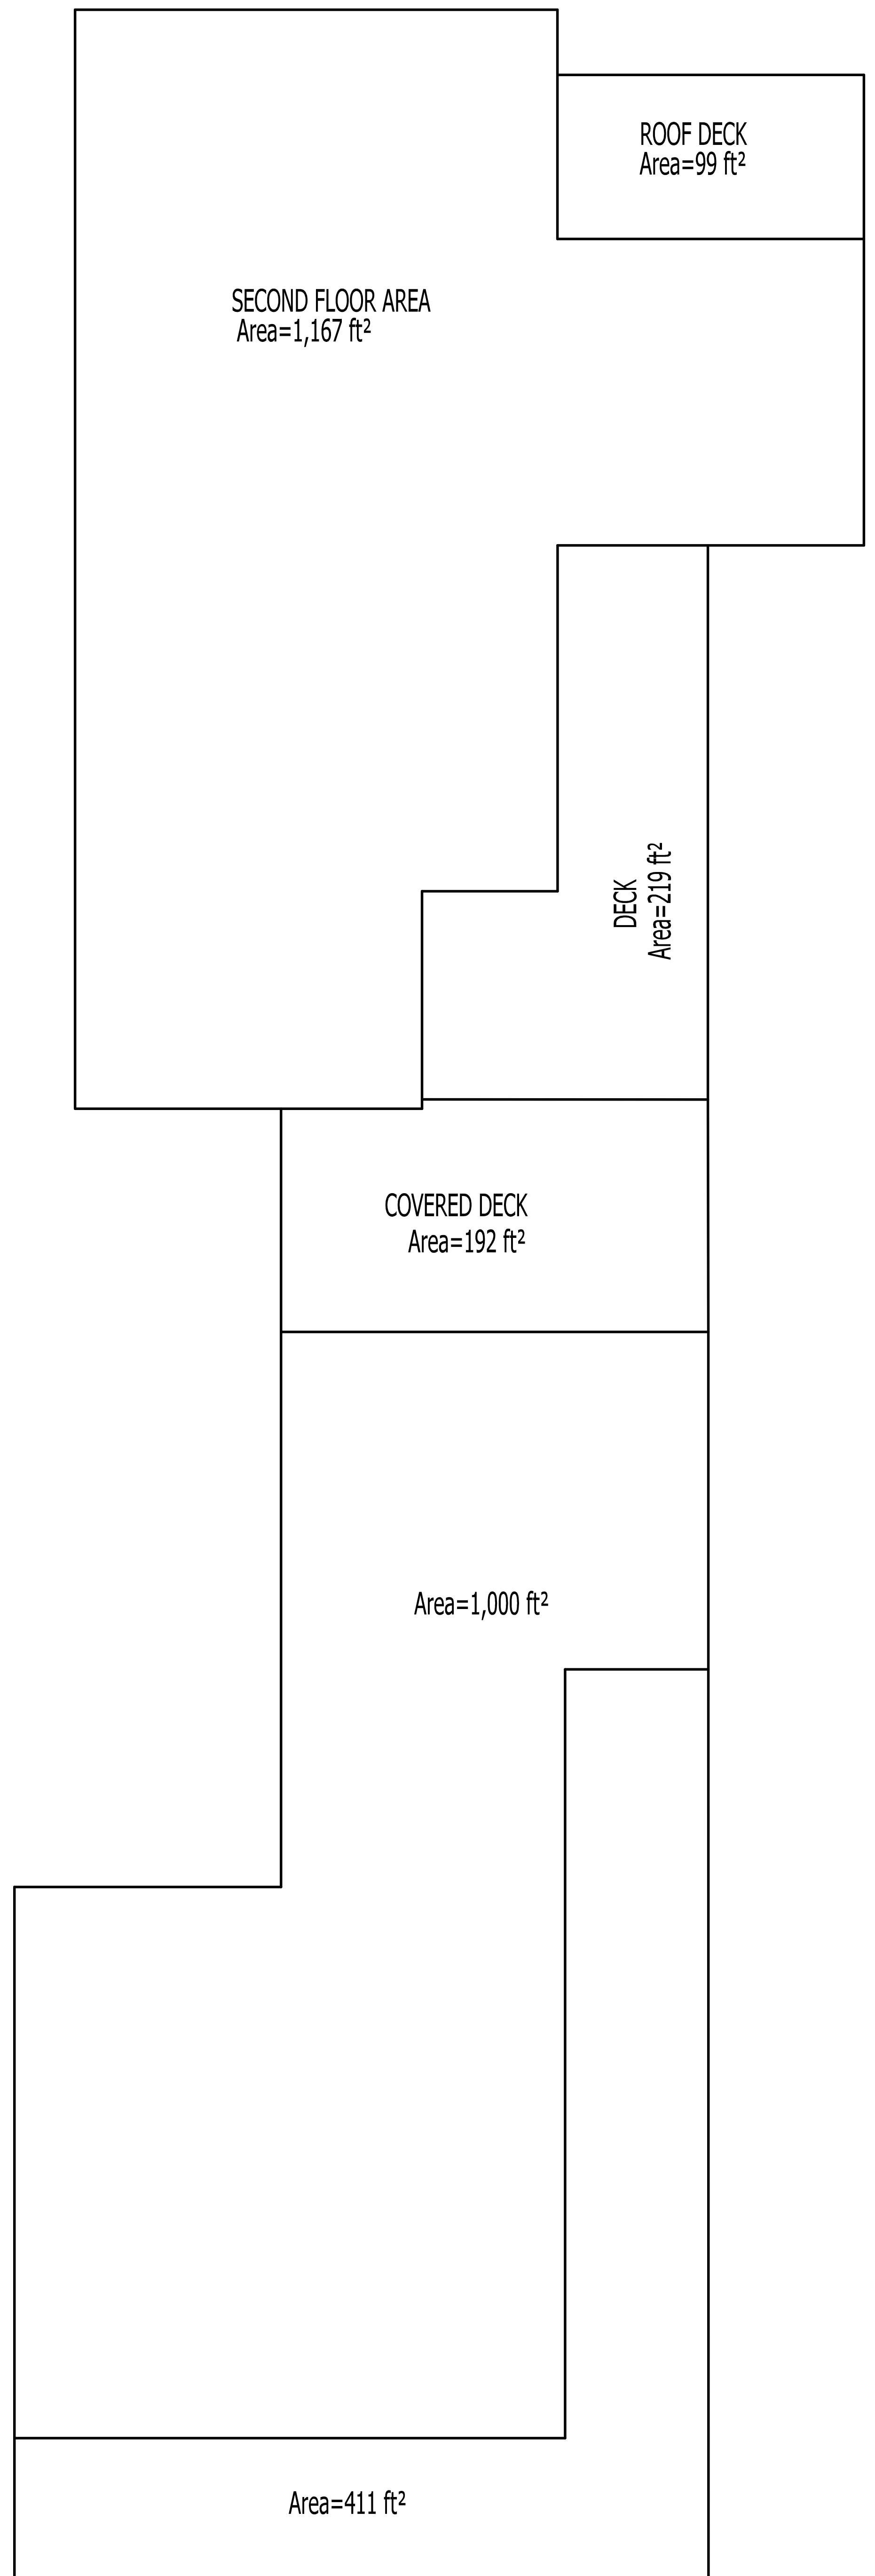 ROOF DECK
Area=99 ft²
SECOND FLOOR AREA
Area=1,167 ft²
DECK
Area=219 ft²
COVERED DECK
Area=192 ft²
Area=1,000 ft²
Area=411 ft²